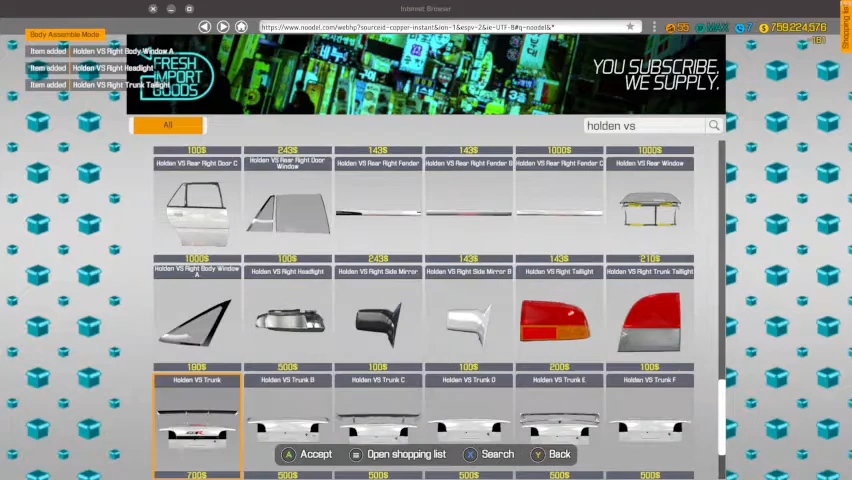 Internet Browser
https://www.noodel.com/webhp?sourceid-copper-instant&ien-1&espv-2&ie-UTF-8#q-noodel&*
MAX 7 $ 759,224,576
Body Assemble Mode
Item added Holden VS Right Body Window A
Item added Holden VS Right Headlight
Item added Holden VS Right Trunk Taillight
FRESH
IMPORT
GOODS
YOU SUBSCRIBE.
WE SUPPLY.
All
holden vs
100$ 243$ 143$ 143$ 1000$ 1000$
Holden VS Rear Right Door C
Holden VS Rear Right Door Window
Holden VS Rear Right Fender
Holden VS Rear Right Fender B
Holden VS Rear Right Fender C
Holden VS Rear Window
1000$ 100$ 243$ 143$ 143$ 210$
Holden VS Right Body Window A
Holden VS Right Headlight
Holden VS Right Side Mirror
Holden VS Right Side Mirror B
Holden VS Right Taillight
Holden VS Right Trunk Taillight
100$ 500$ 100$ 100$ 200$ 100$
Holden VS Trunk
Holden VS Trunk B
Holden VS Trunk C
Holden VS Trunk D
Holden VS Trunk E
Holden VS Trunk F
A Accept
Open shopping list
X Search
Y Back
700$ 500$ 500$ 500$ 500$ 500$